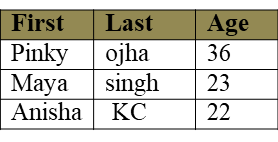 First Last Age
Pinky ojha 36
Maya singh 23
Anisha KC 22